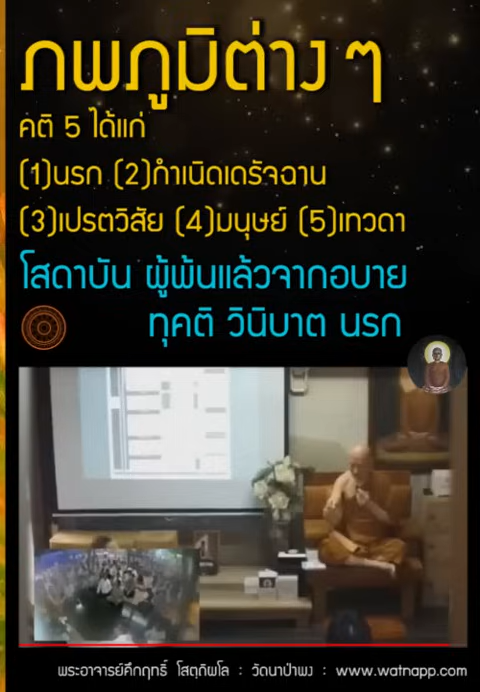 ภพภูมิต่าง ๆ
คติ 5 ได้แก่
(1)นรก (2)กำเนิดเดรัจฉาน
(3)เปรตวิสัย (4)มนุษย์ (5)เทวดา
โสดาบัน ผู้พ้นแล้วจากอบาย
ทุคติ วินิบาต นรก
พระอาจารย์คึกฤทธิ์ โสตฺถิผโล : วัดนาป่าพง : www.watnapp.com